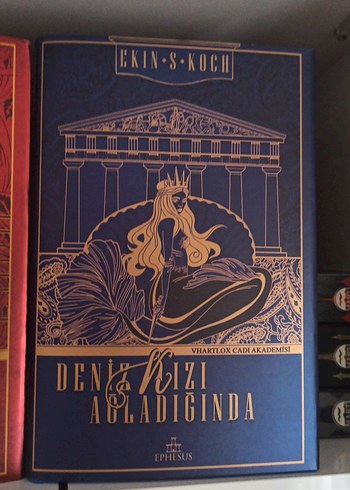 EKIN·S·KOCH
VHARTLOX CADI AKADEMİSİ
DENİZ KIZI
AĞLADIĞINDA
EPHESUS